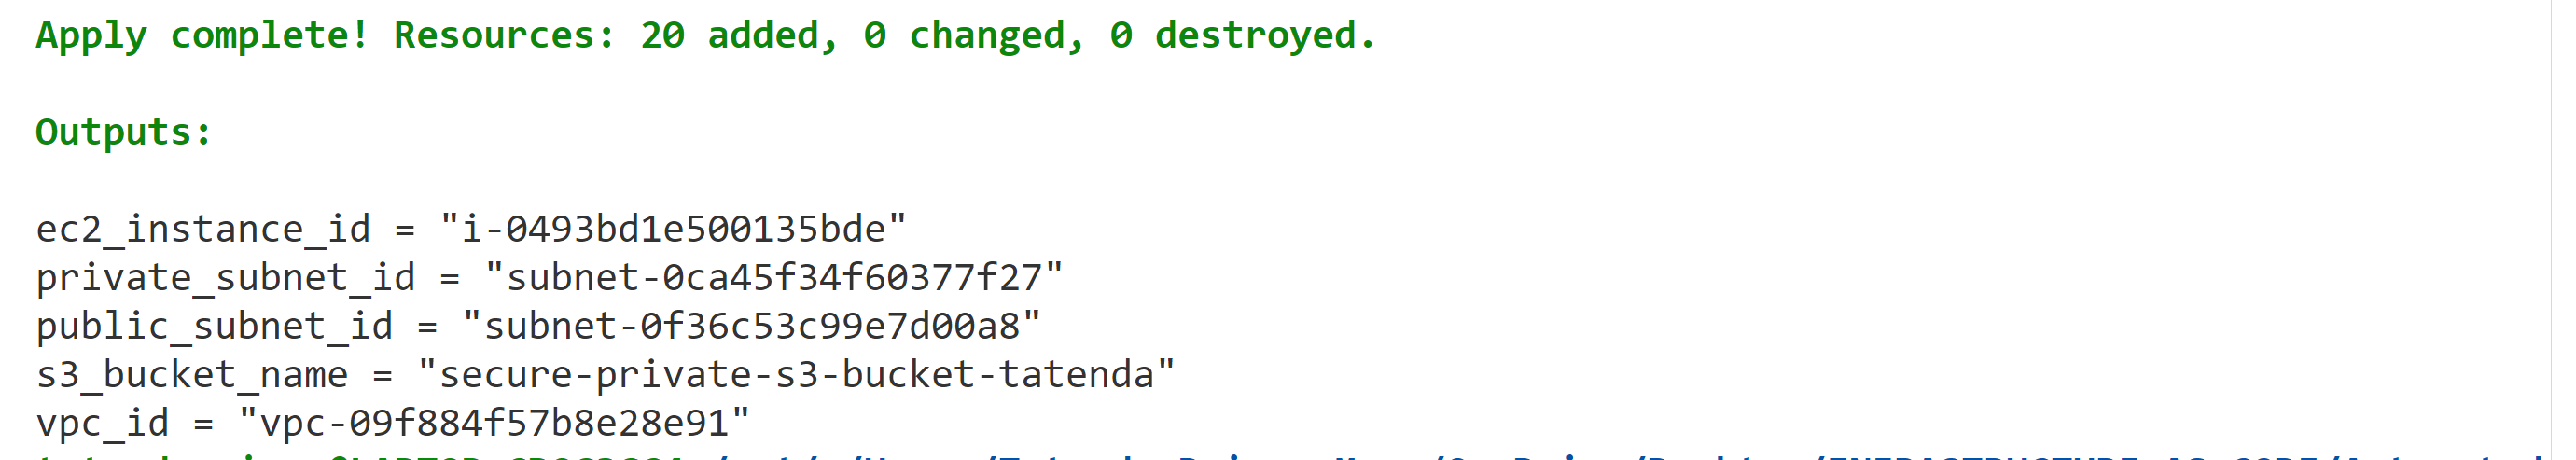 Apply complete! Resources: 20 added, 0 changed, 0 destroyed.
Outputs:
ec2_instance_id = "i-0493bd1e500135bde"
private_subnet_id = "subnet-0ca45f34f60377f27"
public_subnet_id = "subnet-0f36c53c99e7d00a8"
s3_bucket_name = "secure-private-s3-bucket-tatenda"
vpc_id = "vpc-09f884f57b8e28e91"